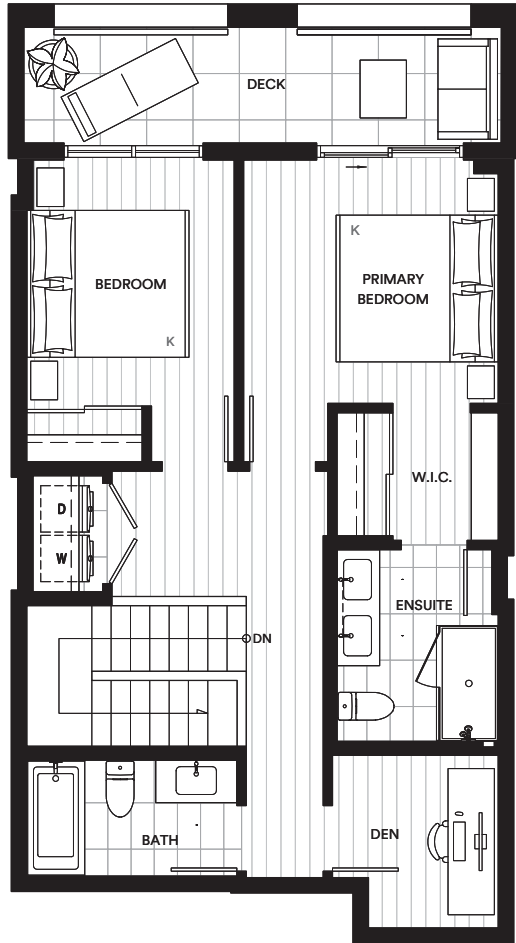 DECK
BEDROOM
K
K
PRIMARY
BEDROOM
W.I.C.
D
W
ENSUITE
DN
BATH
DEN